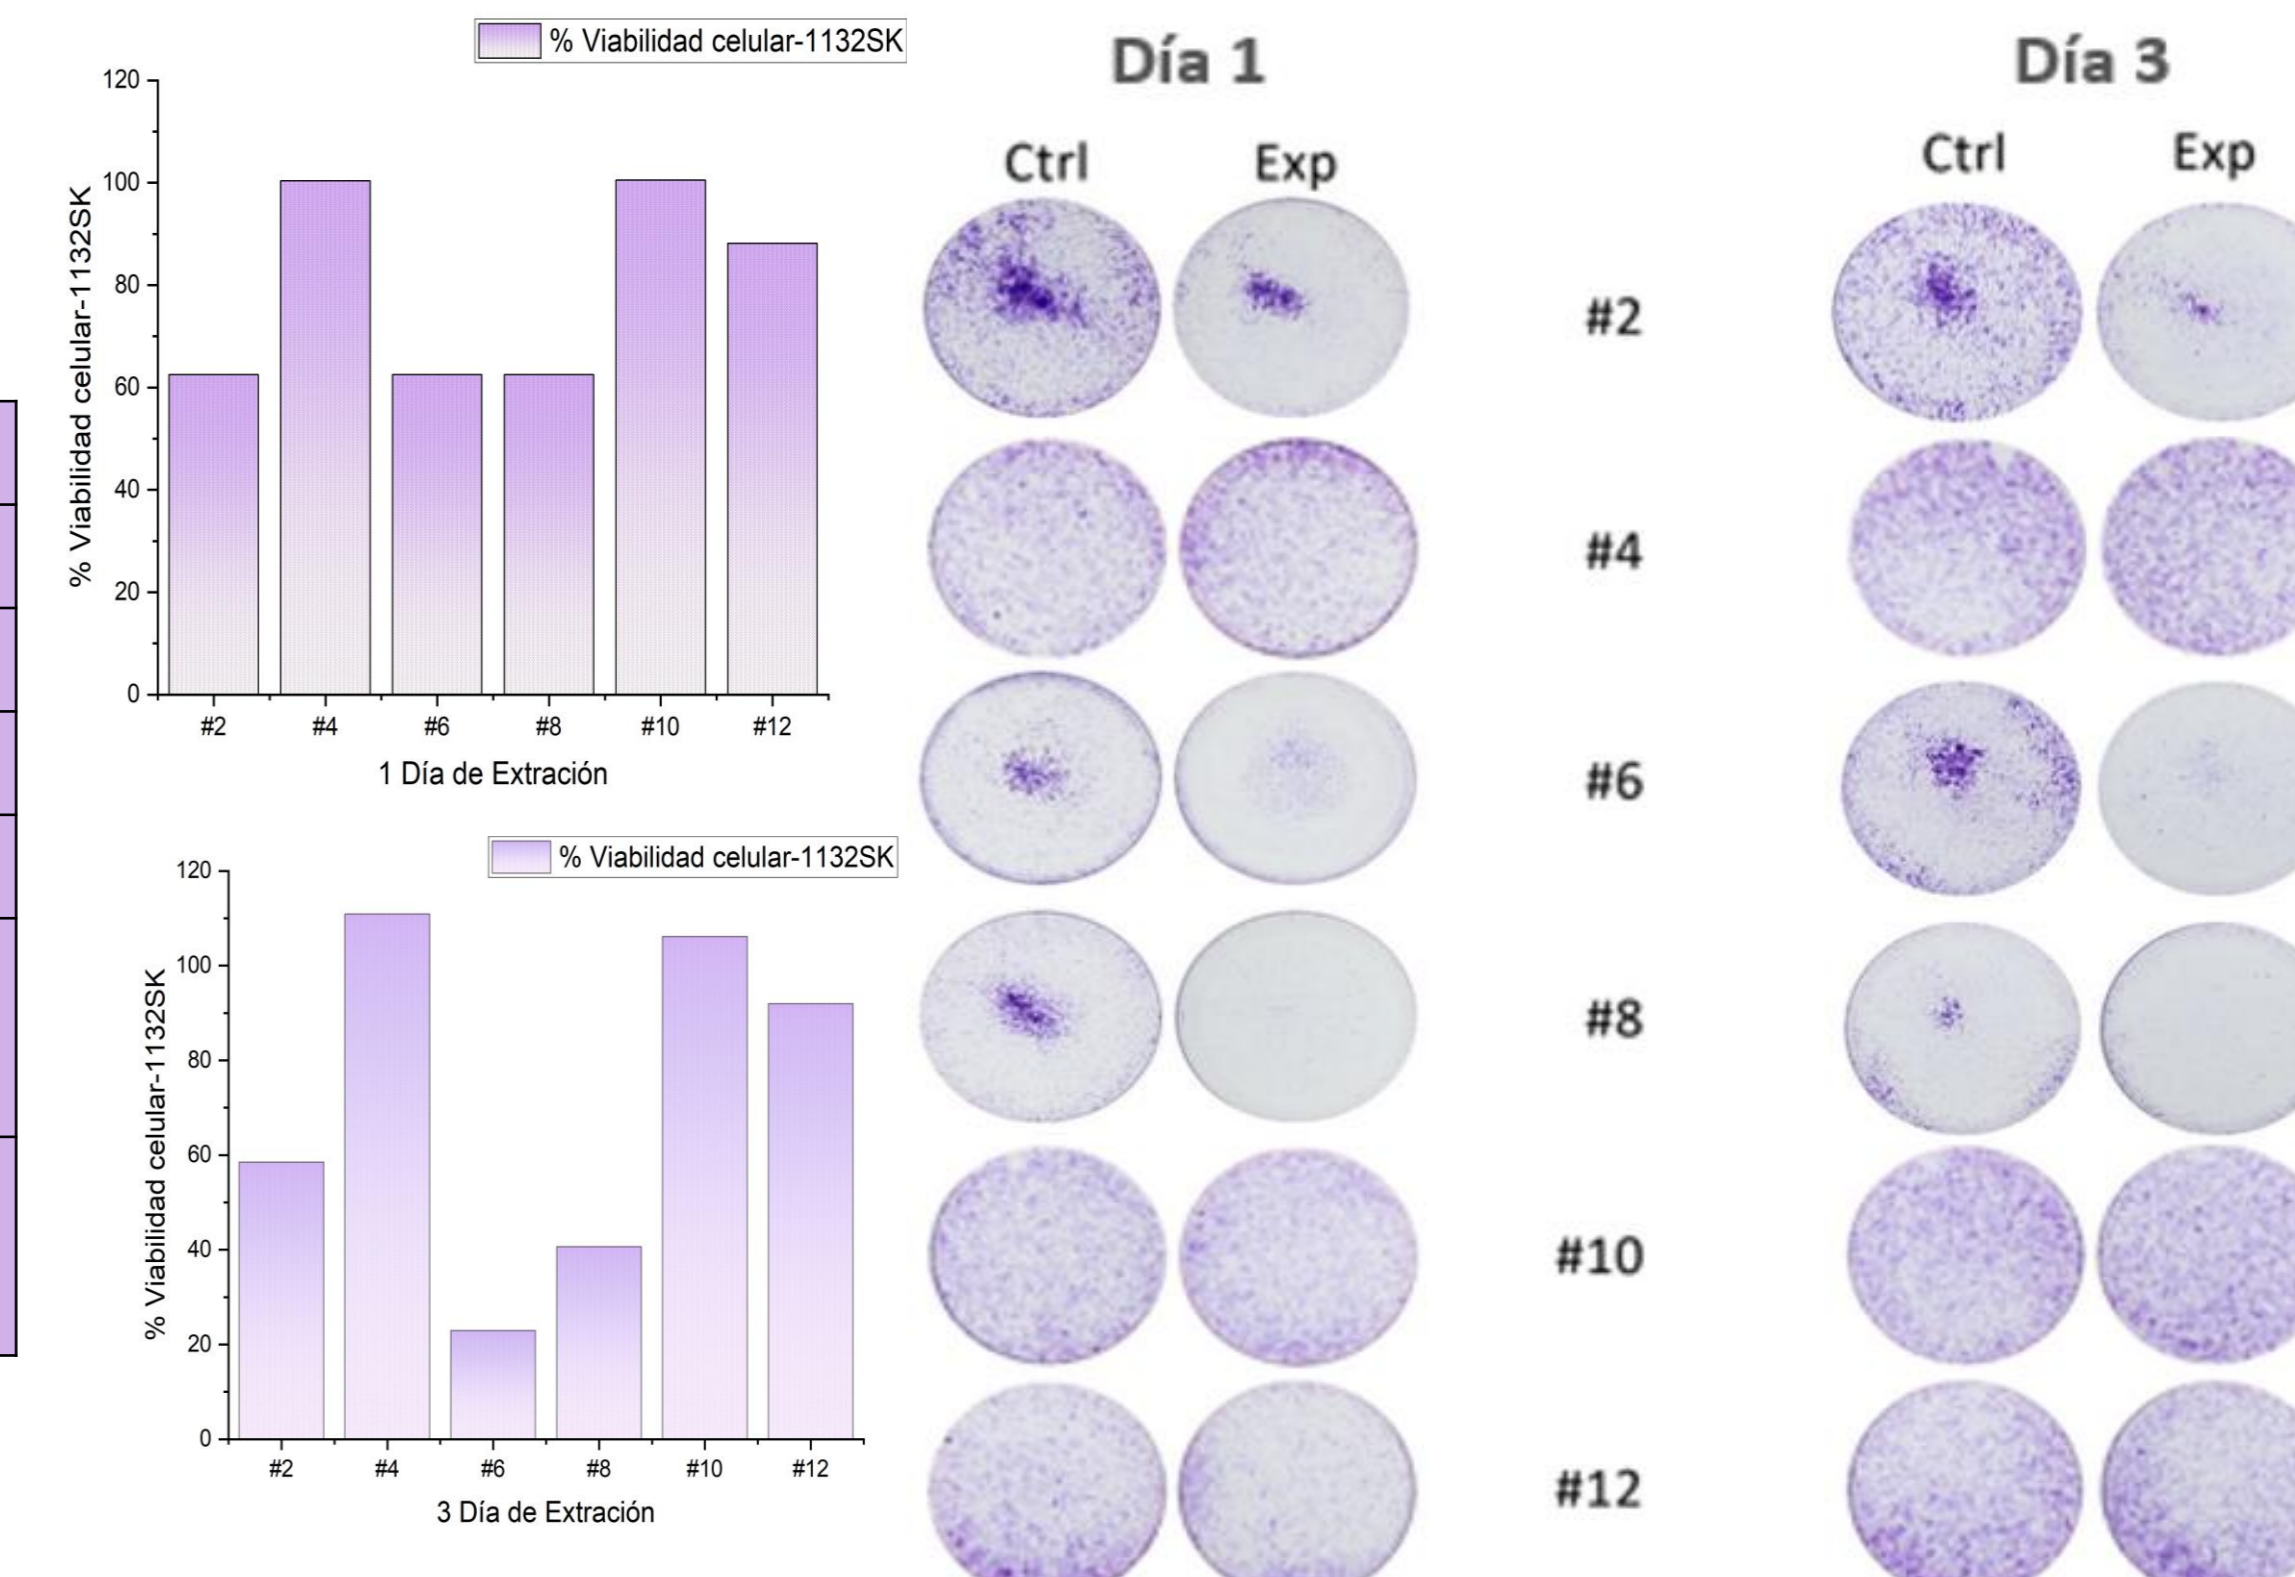 % Viabilidad celular-1132SK
120
100
80
60
40
20
0
% Viabilidad celular-1132SK
#2 #4 #6 #8 #10 #12
1 Día de Extración
% Viabilidad celular-1132SK
120
100
80
60
40
20
0
% Viabilidad celular-1132SK
#2 #4 #6 #8 #10 #12
3 Día de Extración
Día 1
Día 3
Ctrl Exp
Ctrl Exp
#2
#4
#6
#8
#10
#12